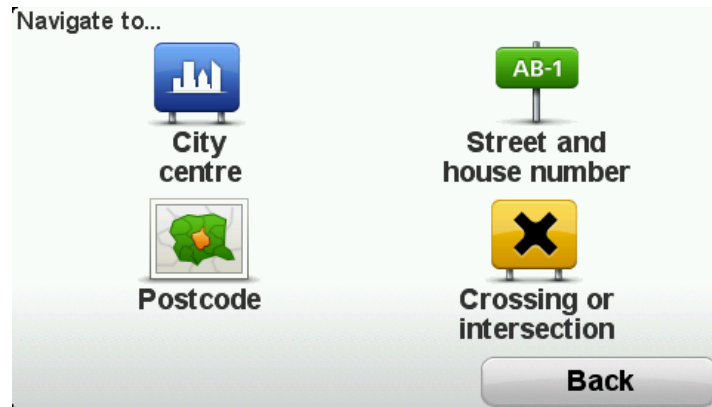 Navigate to...
AB-1
City
centre
Street and
house number
Postcode
Crossing or
intersection
Back